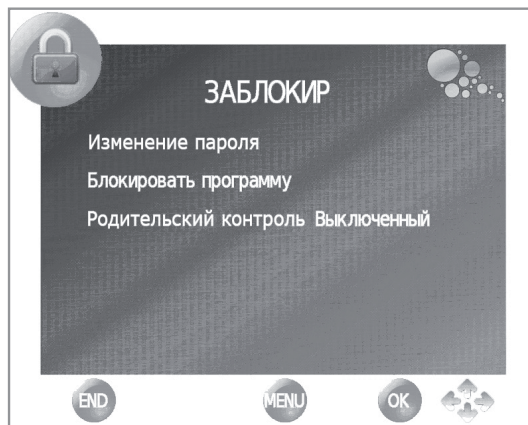 ЗАБЛОКИР
Изменение пароля
Блокировать программу
Родительский контроль Выключенный
END MENU OK